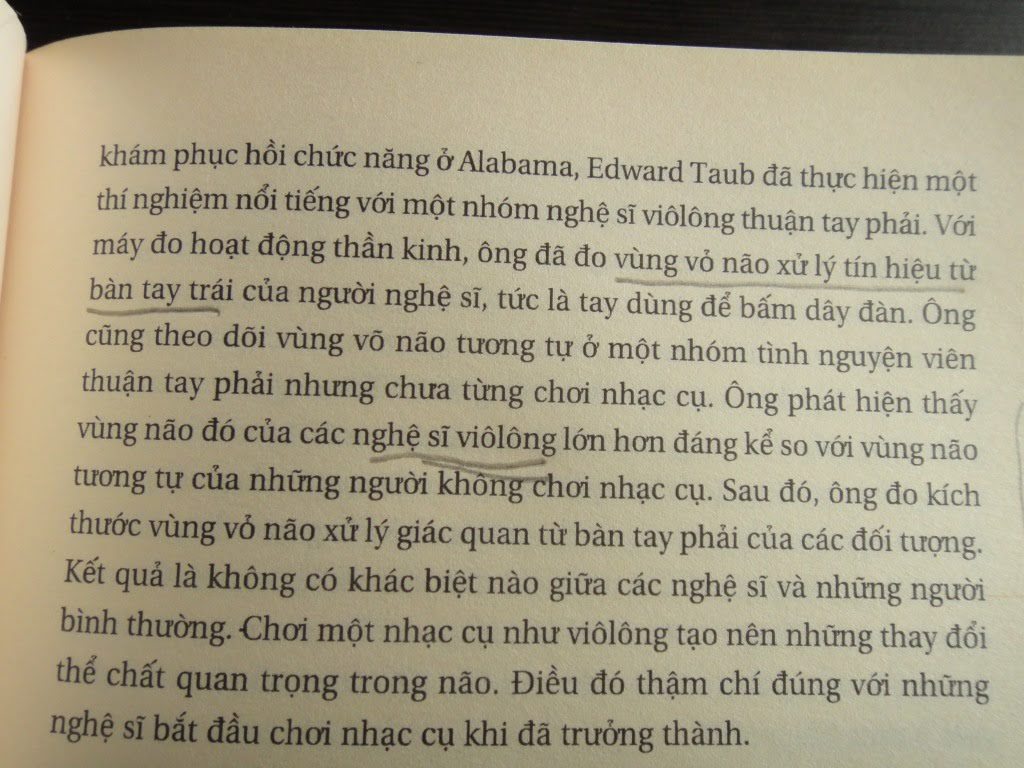 khám phục hồi chức năng ở Alabama, Edward Taub đã thực hiện một
thí nghiệm nổi tiếng với một nhóm nghệ sĩ viôlông thuận tay phải. Với
máy đo hoạt động thần kinh, ông đã đo vùng vỏ não xử lý tín hiệu từ
bàn tay trái của người nghệ sĩ, tức là tay dùng để bấm dây đàn. Ông
cũng theo dõi vùng võ não tương tự ở một nhóm tình nguyện viên
thuận tay phải nhưng chưa từng chơi nhạc cụ. Ông phát hiện thấy
vùng não đó của các nghệ sĩ viôlông lớn hơn đáng kể so với vùng não
tương tự của những người không chơi nhạc cụ. Sau đó, ông đo kích
thước vùng vỏ não xử lý giác quan từ bàn tay phải của các đối tượng.
Kết quả là không có khác biệt nào giữa các nghệ sĩ và những người
bình thường. Chơi một nhạc cụ như viôlông tạo nên những thay đổi
thể chất quan trọng trong não. Điều đó thậm chí đúng với những
nghệ sĩ bắt đầu chơi nhạc cụ khi đã trưởng thành.